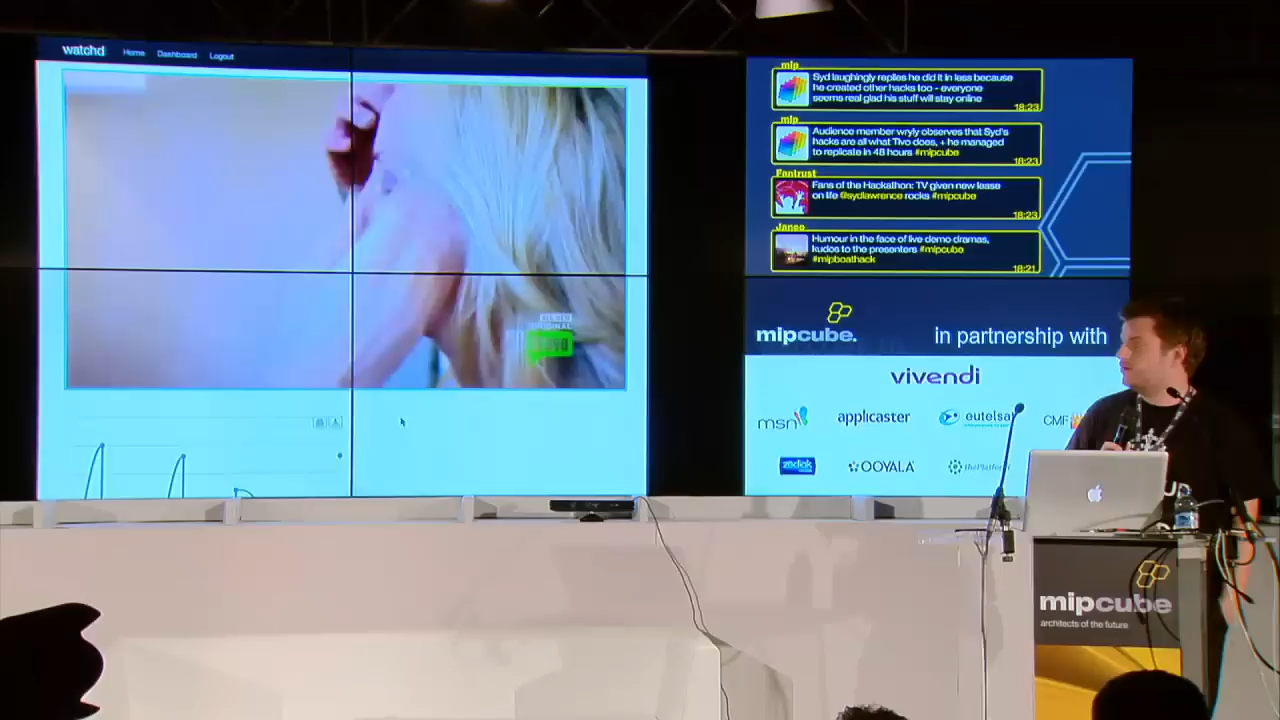 watchd Home Dashboard Logout
mip
Syd laughingly replies he did it in less because
he created other hacks too - everyone
seems real glad his stuff will stay online
18:23
mip
Audience member wryly observes that Syd's
hacks are all what Tivo does, + he managed
to replicate in 48 hours #mipcube
18:23
Fantrust
Fans of the Hackathon: TV given new lease
on life @sydlawrence rocks #mipcube
18:23
Janeo
Humour in the face of live demo dramas,
kudos to the presenters #mipcube
#mipboathack
18:21
mipcube.
in partnership with
vivendi
msn
applicaster
eutelsat
CMF
zodiak
OOYALA
thePlatform
mipcube
architects of the future